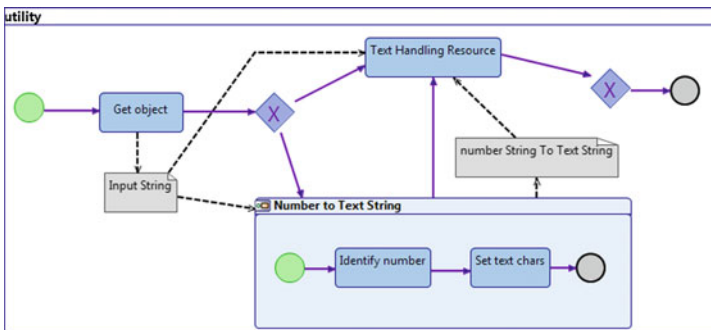 utility
Text Handling Resource
Get object
X
X
Input String
number String To Text String
Number to Text String
Identify number
Set text chars